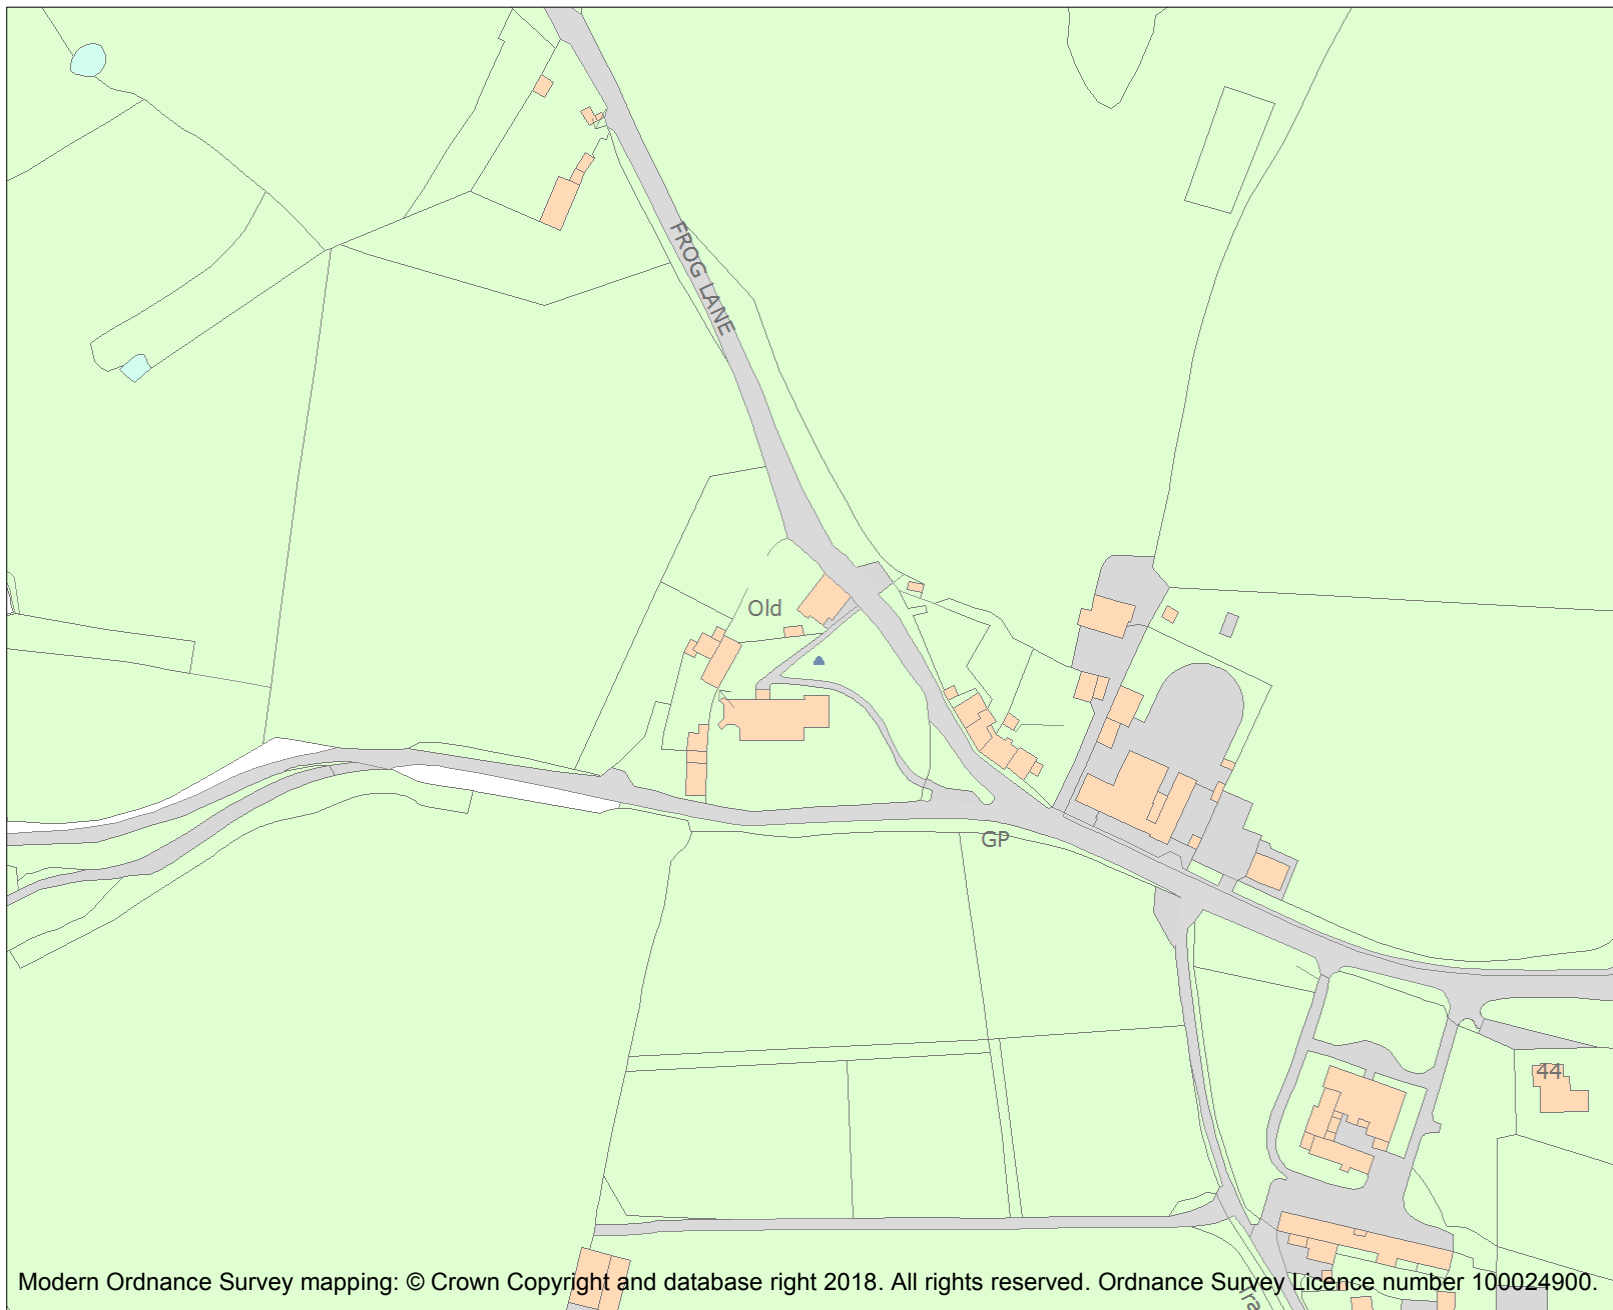 FROG LANE
Old
GP
44
Modern Ordnance Survey mapping: © Crown Copyright and database right 2018. All rights reserved. Ordnance Survey Licence number 100024900.